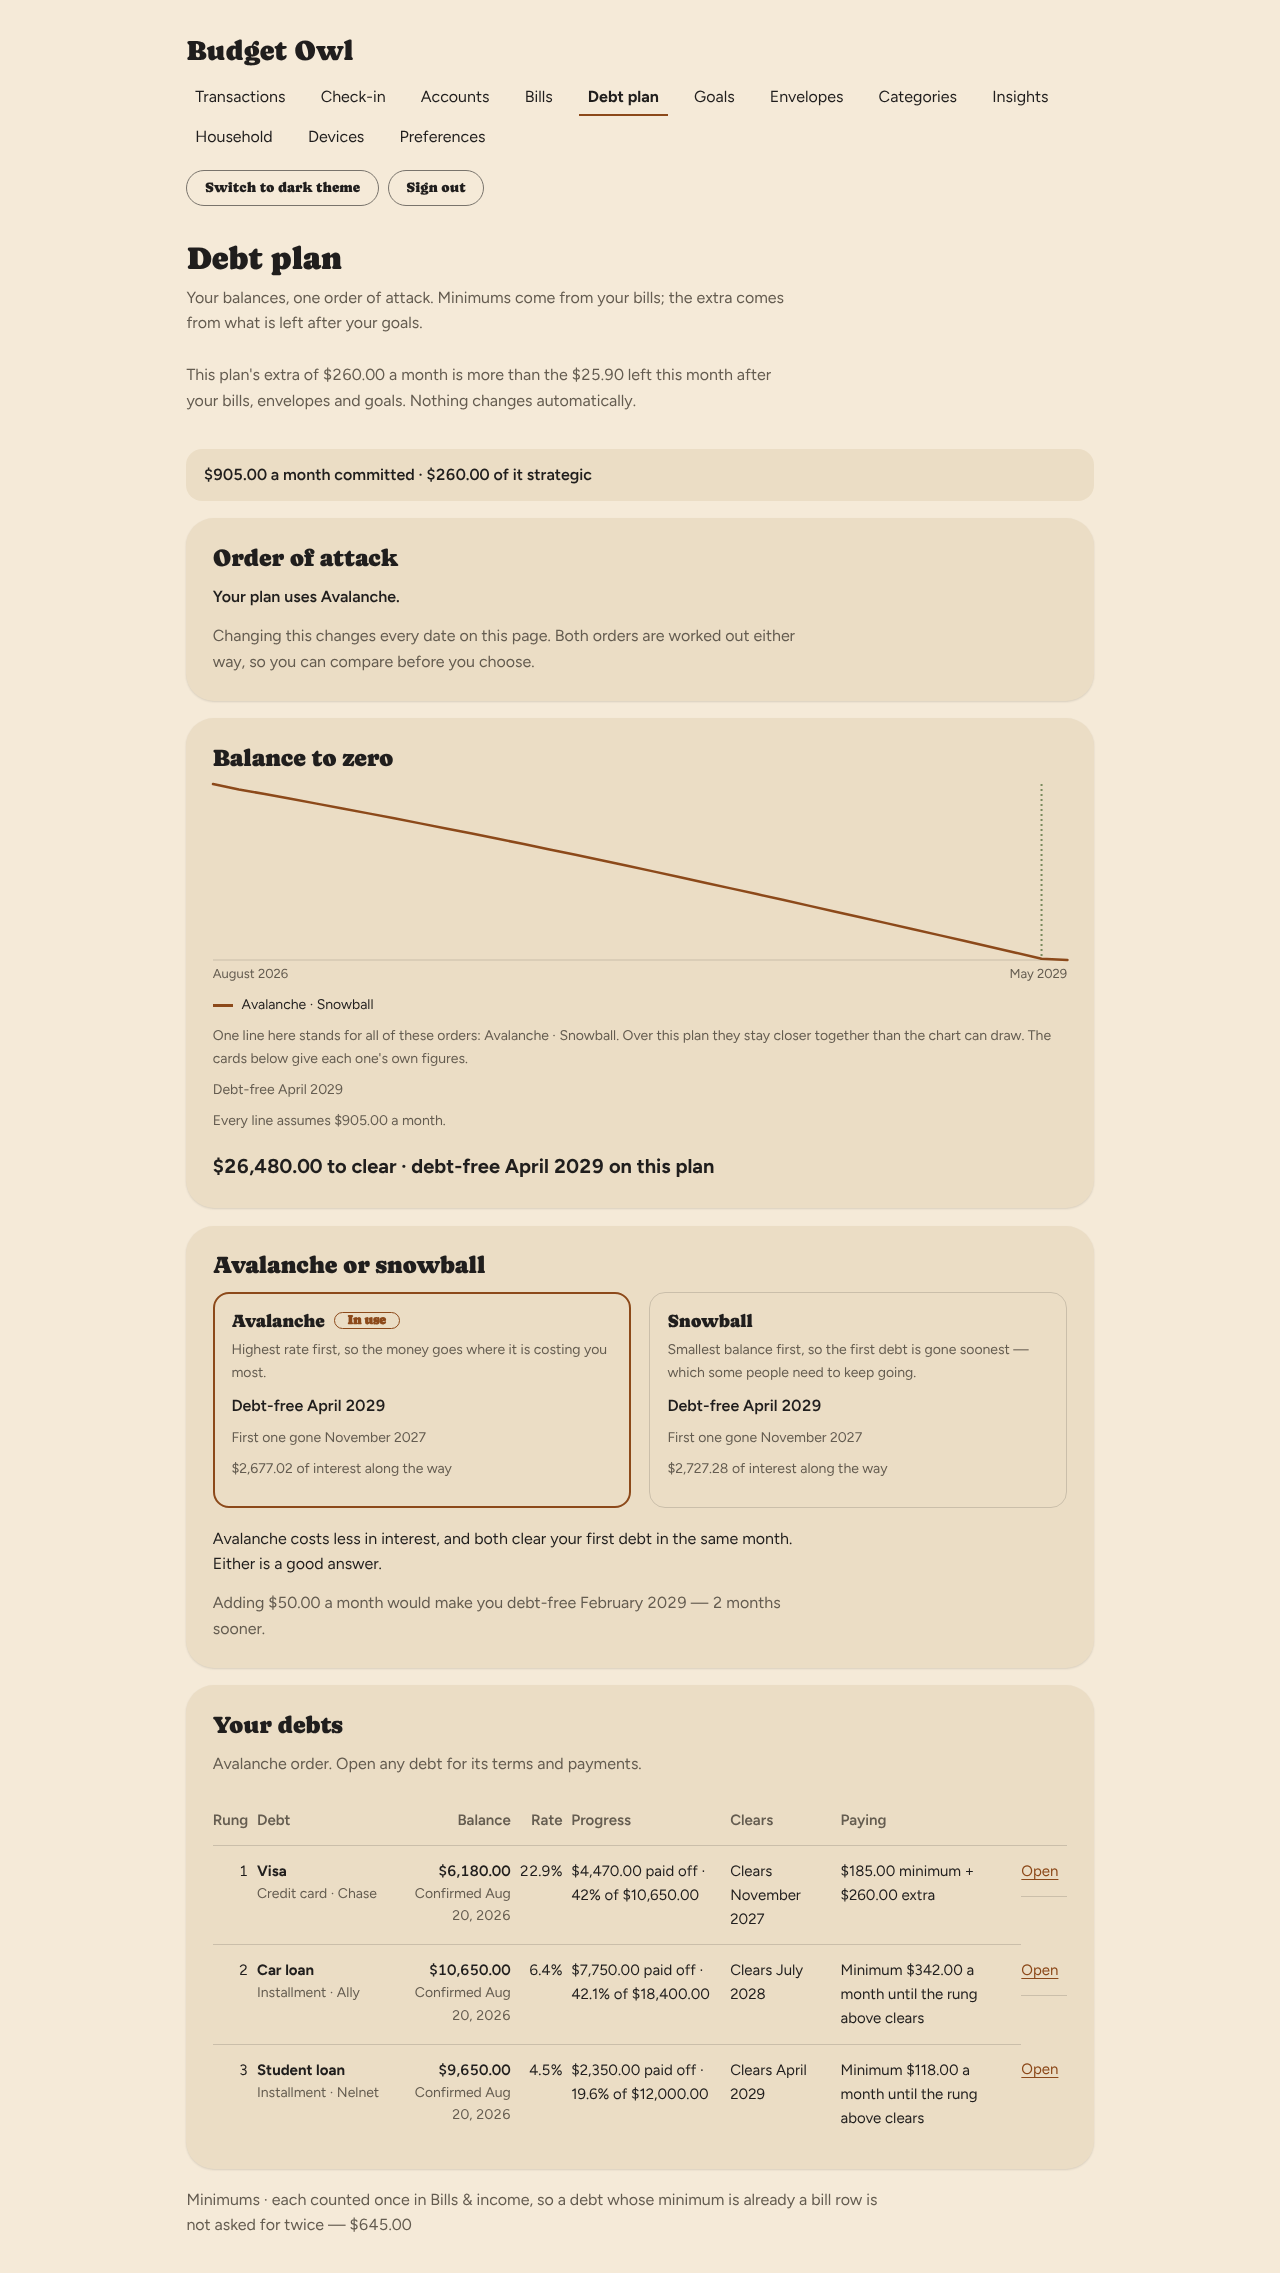 Budget Owl
Transactions Check-in Accounts Bills Debt plan Goals Envelopes Categories Insights
Household Devices Preferences
Switch to dark theme Sign out
Debt plan
Your balances, one order of attack. Minimums come from your bills; the extra comes
from what is left after your goals.
This plan's extra of $260.00 a month is more than the $25.90 left this month after
your bills, envelopes and goals. Nothing changes automatically.
$905.00 a month committed · $260.00 of it strategic
Order of attack
Your plan uses Avalanche.
Changing this changes every date on this page. Both orders are worked out either
way, so you can compare before you choose.
Balance to zero
August 2026 May 2029
Avalanche · Snowball
One line here stands for all of these orders: Avalanche · Snowball. Over this plan they stay closer together than the chart can draw. The
cards below give each one's own figures.
Debt-free April 2029
Every line assumes $905.00 a month.
$26,480.00 to clear · debt-free April 2029 on this plan
Avalanche or snowball
Avalanche In use
Highest rate first, so the money goes where it is costing you
most.
Debt-free April 2029
First one gone November 2027
$2,677.02 of interest along the way
Snowball
Smallest balance first, so the first debt is gone soonest —
which some people need to keep going.
Debt-free April 2029
First one gone November 2027
$2,727.28 of interest along the way
Avalanche costs less in interest, and both clear your first debt in the same month.
Either is a good answer.
Adding $50.00 a month would make you debt-free February 2029 — 2 months
sooner.
Your debts
Avalanche order. Open any debt for its terms and payments.
Rung Debt Balance Rate Progress Clears Paying
1 Visa $6,180.00 22.9% $4,470.00 paid off · Clears $185.00 minimum + Open
Credit card · Chase Confirmed Aug 42% of $10,650.00 November $260.00 extra
20, 2026 2027
2 Car loan $10,650.00 6.4% $7,750.00 paid off · Clears July Minimum $342.00 a Open
Installment · Ally Confirmed Aug 42.1% of $18,400.00 2028 month until the rung
20, 2026 above clears
3 Student loan $9,650.00 4.5% $2,350.00 paid off · Clears April Minimum $118.00 a Open
Installment · Nelnet Confirmed Aug 19.6% of $12,000.00 2029 month until the rung
20, 2026 above clears
Minimums · each counted once in Bills & income, so a debt whose minimum is already a bill row is
not asked for twice — $645.00